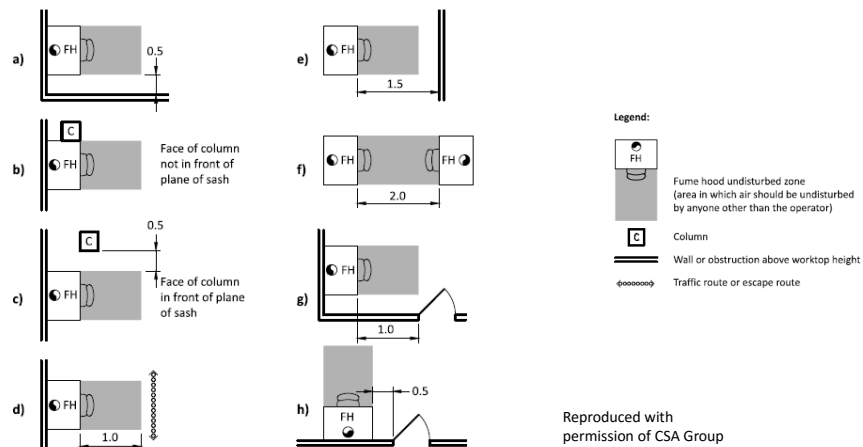 a)
FH
0.5
b)
C
FH
Face of column
not in front of
plane of sash
c)
C
0.5
FH
Face of column
in front of plane
of sash
d)
FH
1.0
e)
FH
1.5
f)
FH
FH
2.0
g)
FH
1.0
h)
0.5
FH
Legend:
FH
Fume hood undisturbed zone
(area in which air should be undisturbed
by anyone other than the operator)
C
Column
Wall or obstruction above worktop height
Traffic route or escape route
Reproduced with
permission of CSA Group